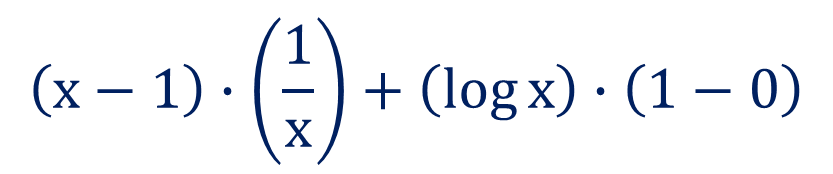 (x − 1) · (1/x) + (log x) · (1 − 0)